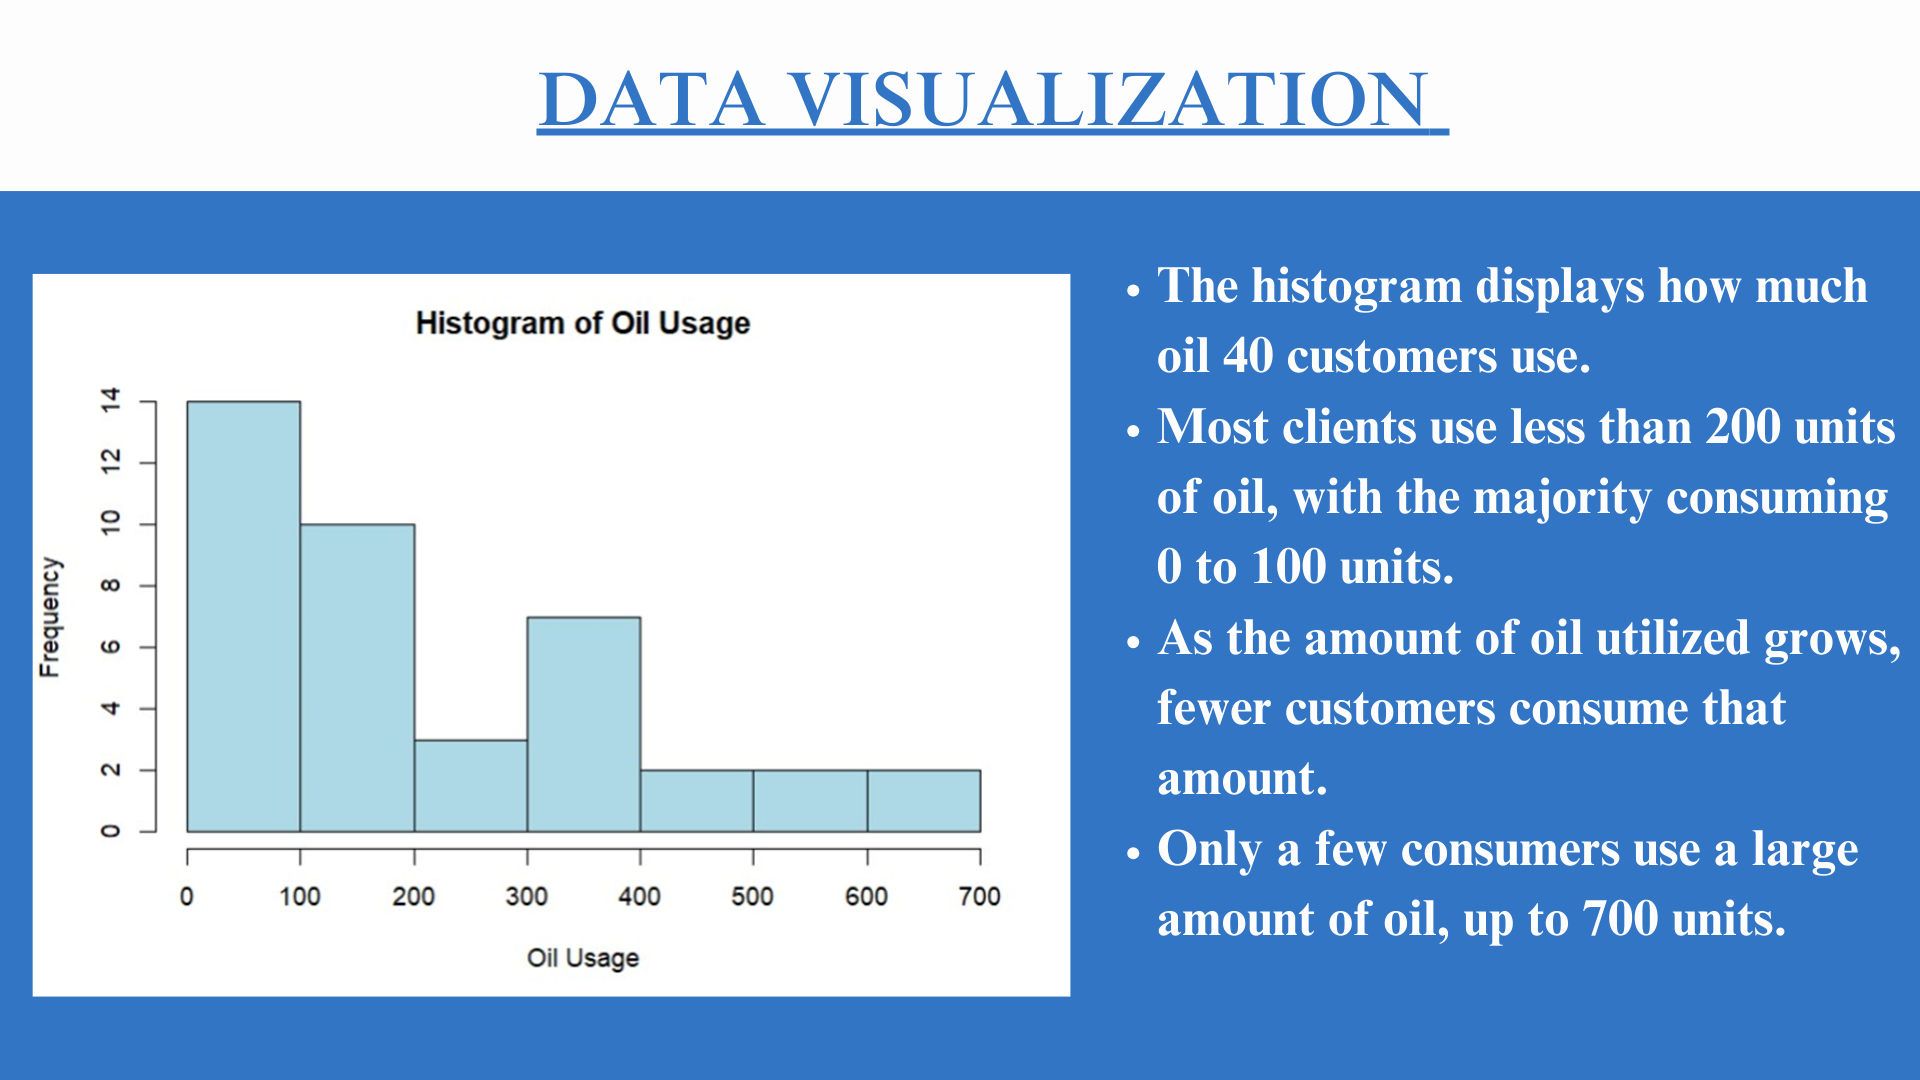 DATA VISUALIZATION
Histogram of Oil Usage
Frequency
14
12
10
8
6
4
2
0
0 100 200 300 400 500 600 700
Oil Usage
• The histogram displays how much
oil 40 customers use.
• Most clients use less than 200 units
of oil, with the majority consuming
0 to 100 units.
• As the amount of oil utilized grows,
fewer customers consume that
amount.
• Only a few consumers use a large
amount of oil, up to 700 units.